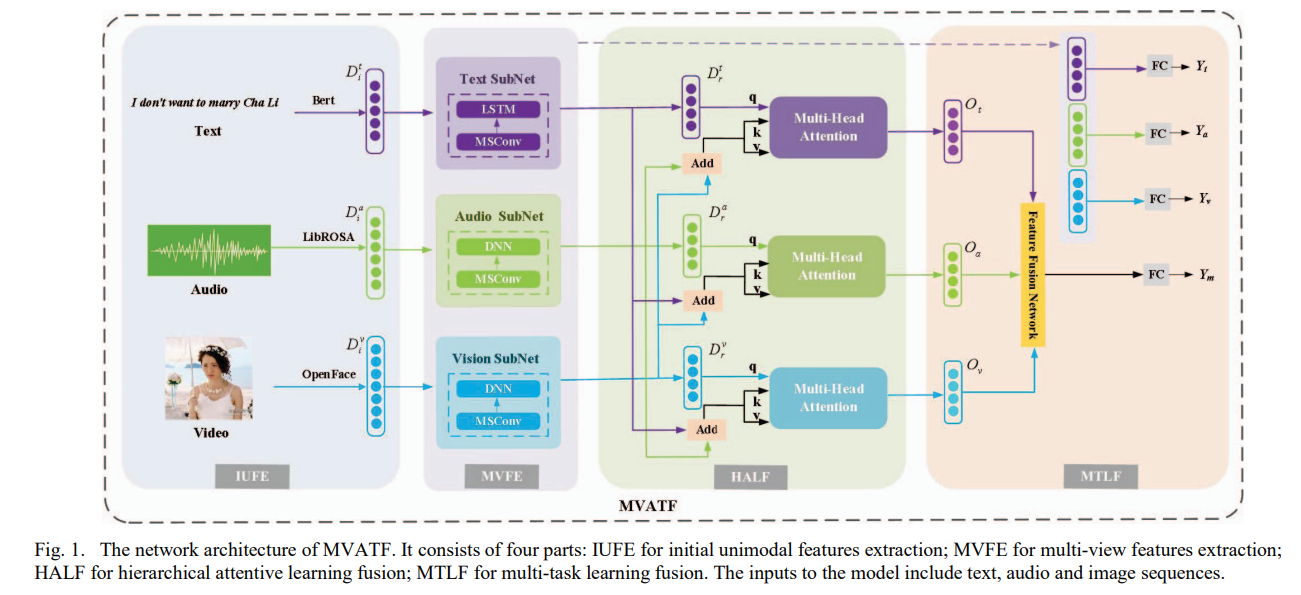 I don't want to marry Cha Li
Text
Bert
D_i^t
Text SubNet
LSTM
MSConv
D_r^t
q
k
v
Add
Multi-Head
Attention
O_t
FC
Y_t
Audio
LibROSA
D_i^a
Audio SubNet
DNN
MSConv
D_r^a
q
k
v
Add
Multi-Head
Attention
O_a
FC
Y_a
Video
OpenFace
D_i^v
Vision SubNet
DNN
MSConv
D_r^v
q
k
v
Add
Multi-Head
Attention
O_v
FC
Y_v
Feature Fusion Network
FC
Y_m
IUFE
MVFE
HALF
MTLF
MVATF
Fig. 1. The network architecture of MVATF. It consists of four parts: IUFE for initial unimodal features extraction; MVFE for multi-view features extraction;
HALF for hierarchical attentive learning fusion; MTLF for multi-task learning fusion. The inputs to the model include text, audio and image sequences.